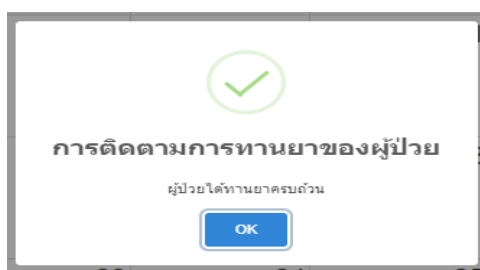 การติดตามการทานยาของผู้ป่วย
ผู้ป่วยได้ทานยาครบถ้วน
OK